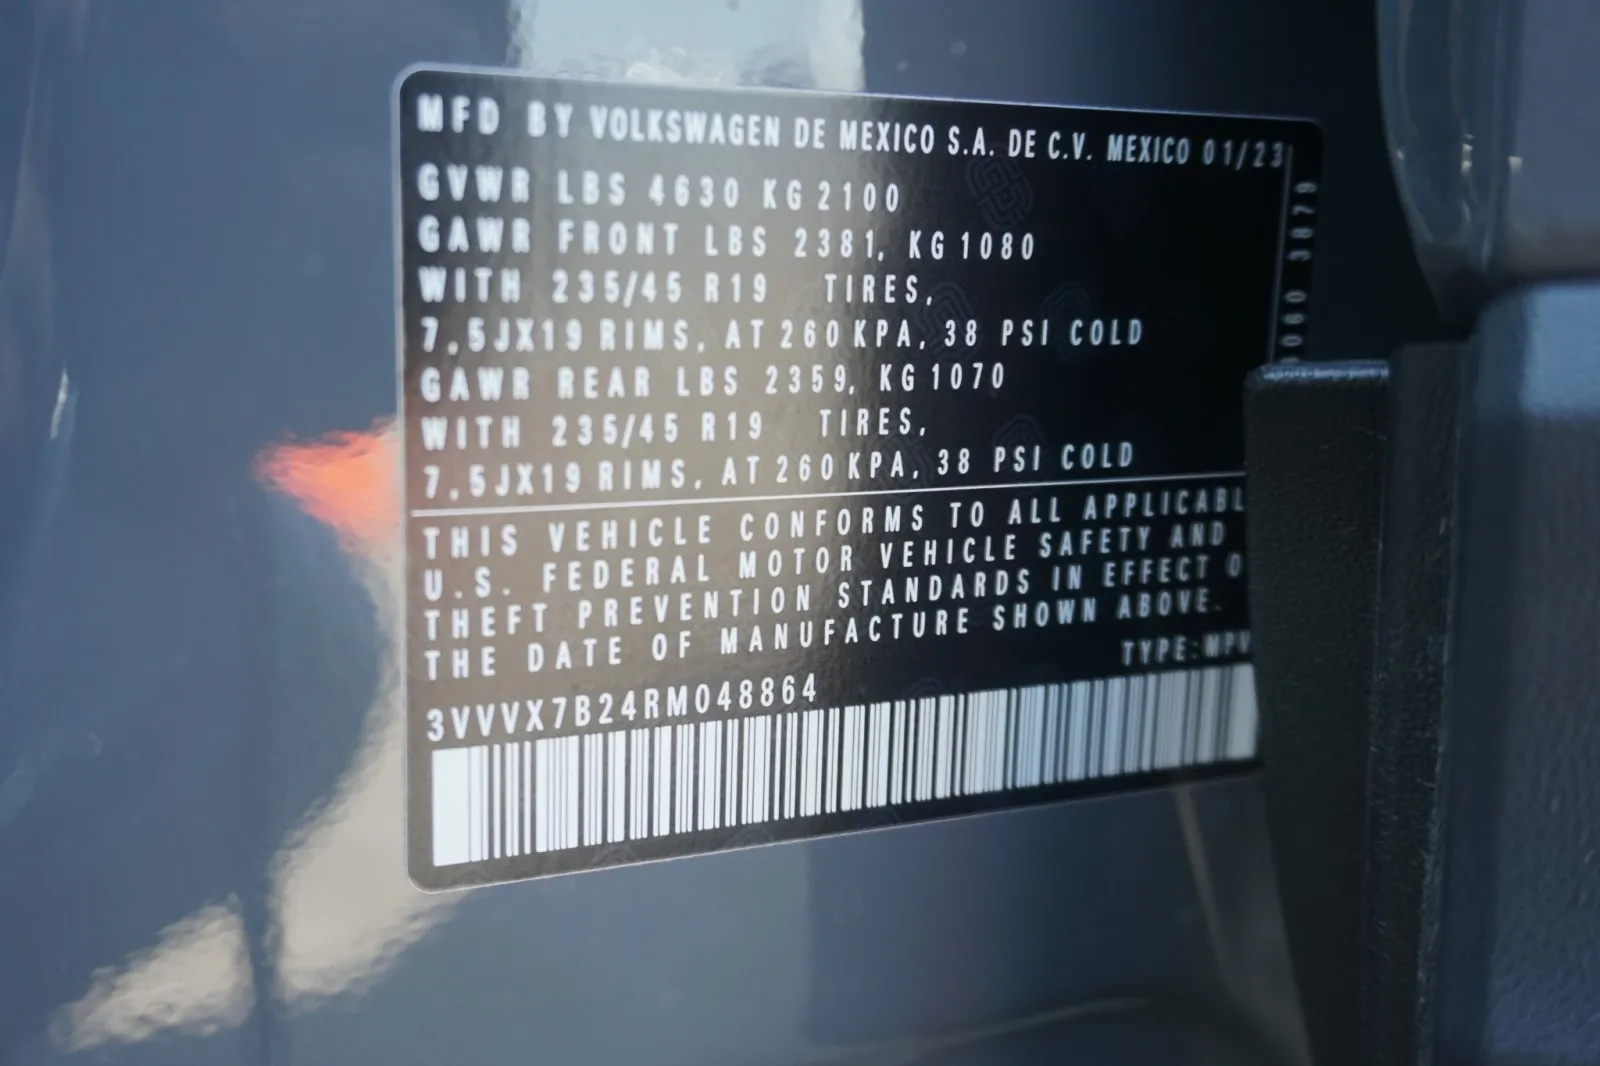 MFD BY VOLKSWAGEN DE MEXICO S.A. DE C.V. MEXICO 01/23
GVWR LBS 4630 KG 2100
GAWR FRONT LBS 2381, KG 1080
WITH 235/45 R19 TIRES,
7.5JX19 RIMS, AT 260 KPA, 38 PSI COLD
GAWR REAR LBS 2359, KG 1070
WITH 235/45 R19 TIRES,
7.5JX19 RIMS, AT 260 KPA, 38 PSI COLD
THIS VEHICLE CONFORMS TO ALL APPLICABL
U.S. FEDERAL MOTOR VEHICLE SAFETY AND
THEFT PREVENTION STANDARDS IN EFFECT O
THE DATE OF MANUFACTURE SHOWN ABOVE.
TYPE:MPV
3VVVX7B24RM048864